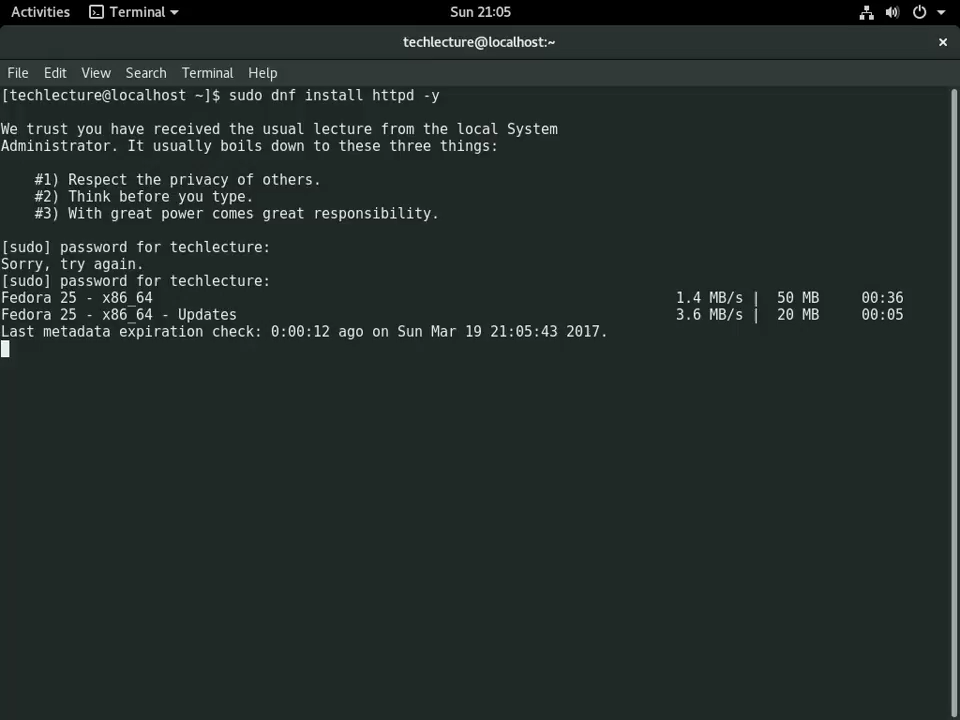 Activities Terminal Sun 21:05
techlecture@localhost:~ ×
File Edit View Search Terminal Help
[techlecture@localhost ~]$ sudo dnf install httpd -y
We trust you have received the usual lecture from the local System
Administrator. It usually boils down to these three things:
#1) Respect the privacy of others.
#2) Think before you type.
#3) With great power comes great responsibility.
[sudo] password for techlecture:
Sorry, try again.
[sudo] password for techlecture:
Fedora 25 - x86_64 1.4 MB/s | 50 MB 00:36
Fedora 25 - x86_64 - Updates 3.6 MB/s | 20 MB 00:05
Last metadata expiration check: 0:00:12 ago on Sun Mar 19 21:05:43 2017.